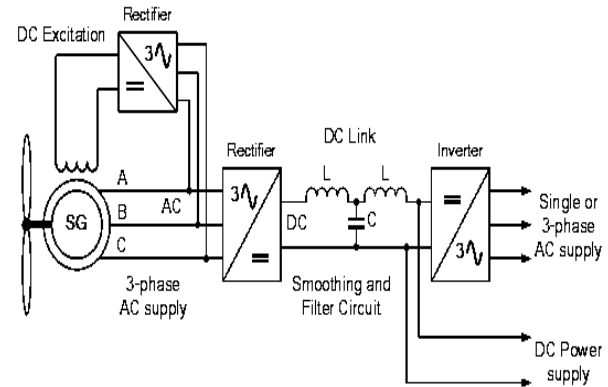 Rectifier
DC Excitation
3
DC Link
Rectifier
L
L
Inverter
A
3
AC
B
SG
C
DC
C
3
Single or
3-phase
AC supply
3-phase
AC supply
Smoothing and
Filter Circuit
DC Power
supply